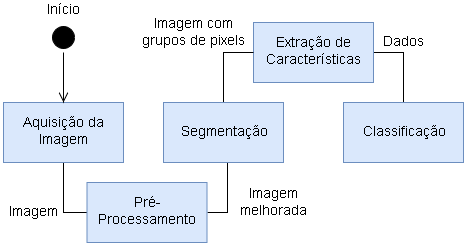 Início
Aquisição da
Imagem
Imagem
Pré-
Processamento
Imagem
melhorada
Segmentação
Imagem com
grupos de pixels
Extração de
Características
Dados
Classificação